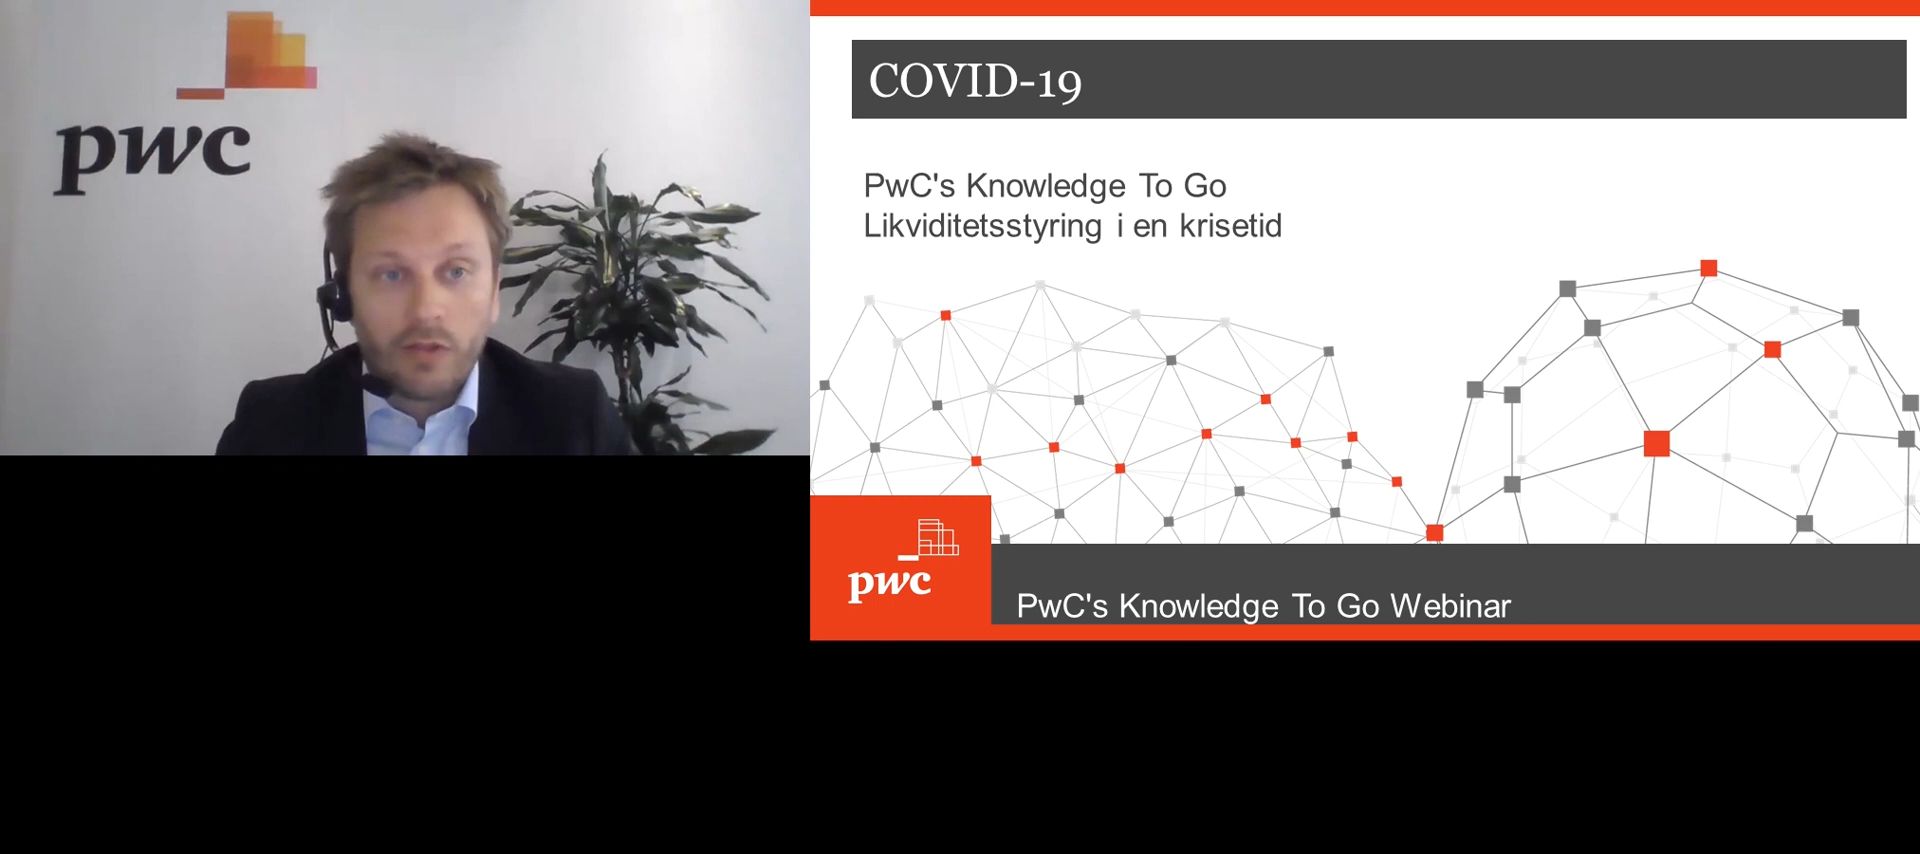 pwc
COVID-19
PwC's Knowledge To Go
Likviditetsstyring i en krisetid
pwc
PwC's Knowledge To Go Webinar